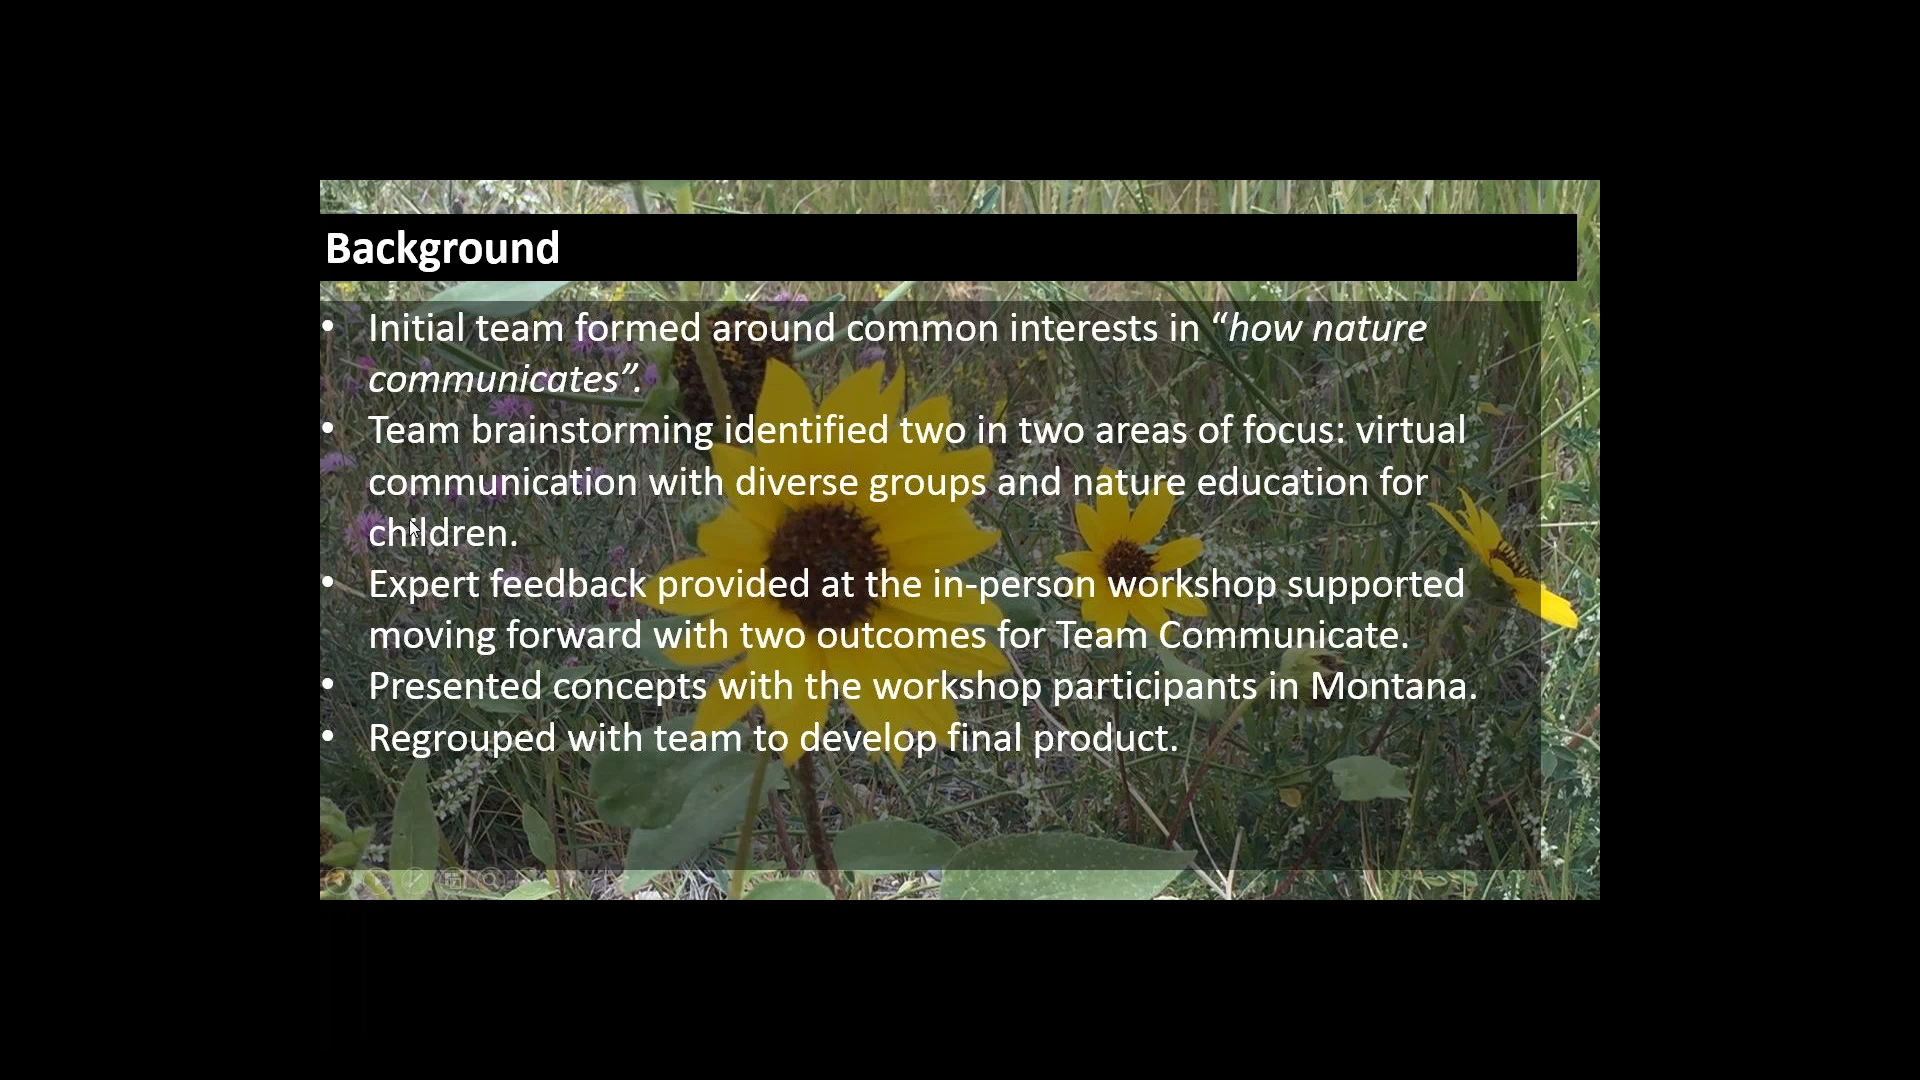 Background
• Initial team formed around common interests in “how nature
communicates”.
• Team brainstorming identified two in two areas of focus: virtual
communication with diverse groups and nature education for
children.
• Expert feedback provided at the in-person workshop supported
moving forward with two outcomes for Team Communicate.
• Presented concepts with the workshop participants in Montana.
• Regrouped with team to develop final product.